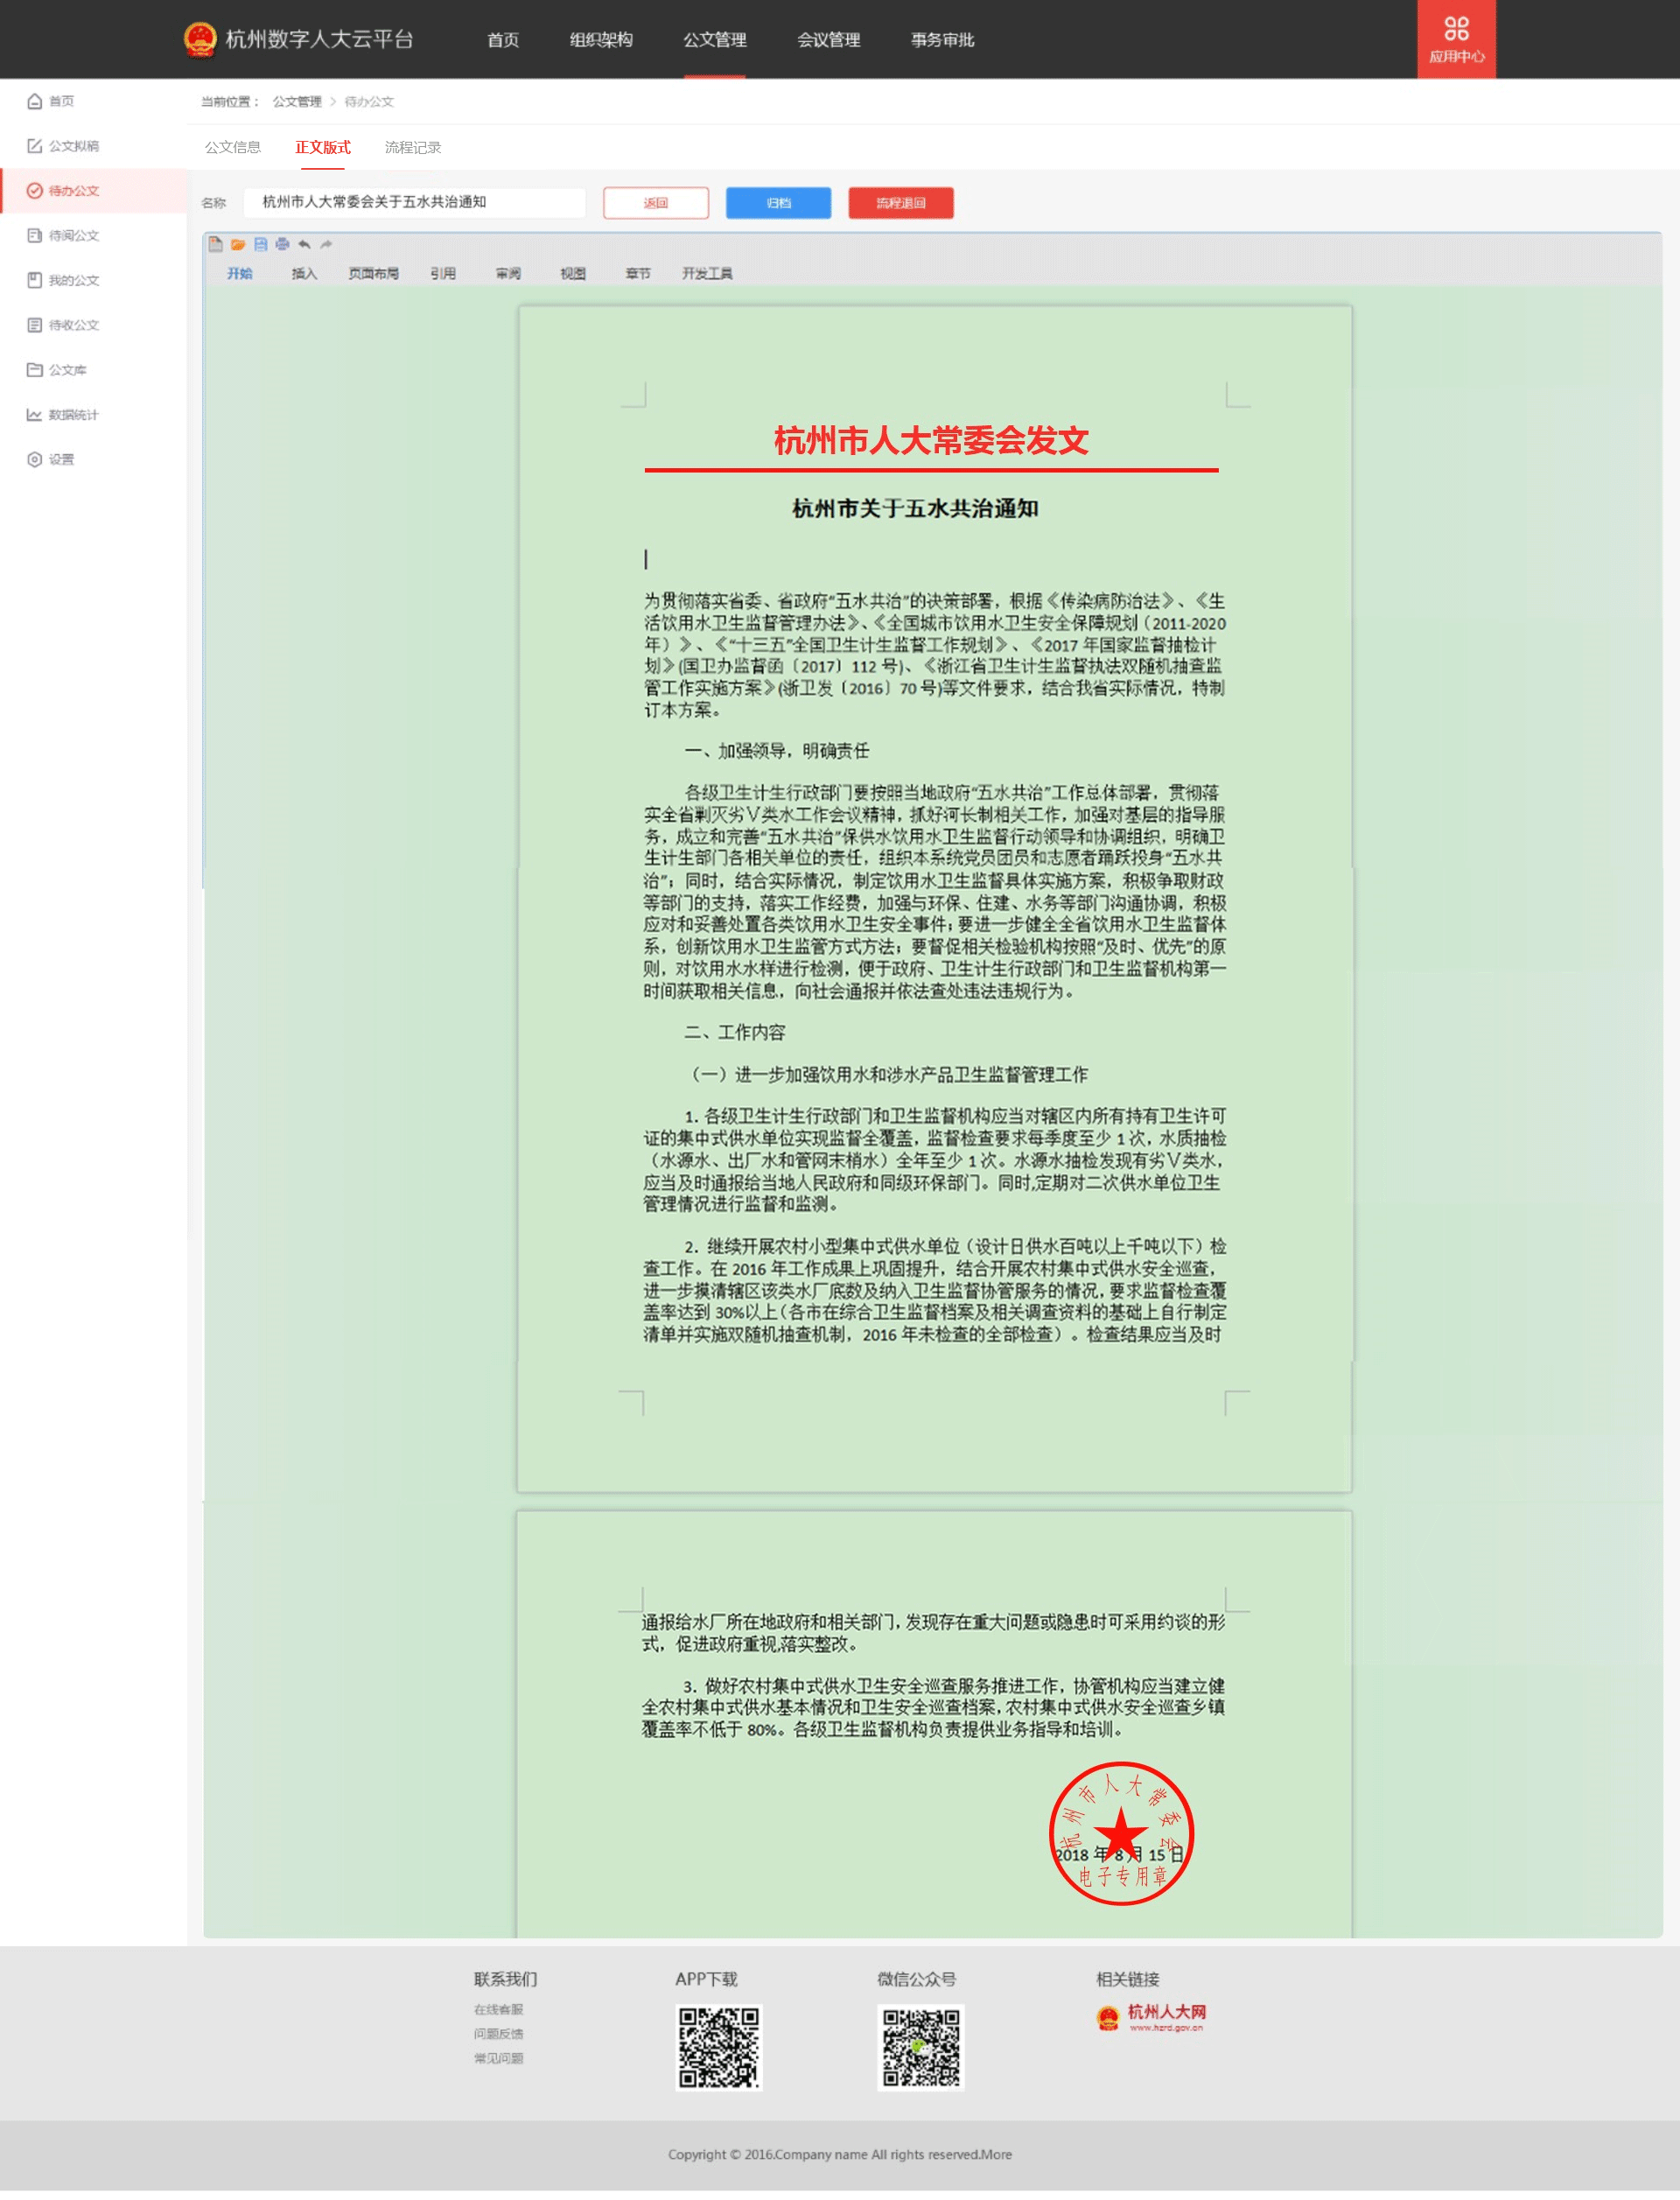 杭州数字人大云平台
首页
组织架构
公文管理
会议管理
事务审批
应用中心
首页
公文拟稿
待办公文
待阅公文
我的公文
待收公文
公文库
数据统计
设置
当前位置： 公文管理 > 待办公文
公文信息
正文版式
流程记录
名称
杭州市人大常委会关于五水共治通知
返回
归档
流程退回
开始
插入
页面布局
引用
审阅
视图
章节
开发工具
杭州市人大常委会发文
杭州市关于五水共治通知
为贯彻落实省委、省政府“五水共治”的决策部署，根据《传染病防治法》、《生
活饮用水卫生监督管理办法》、《全国城市饮用水卫生安全保障规划（2011-2020
年）》、《“十三五”全国卫生计生监督工作规划》、《2017 年国家监督抽检计
划》(国卫办监督函〔2017〕112 号)、《浙江省卫生计生监督执法双随机抽查监
管工作实施方案》(浙卫发〔2016〕70 号)等文件要求，结合我省实际情况，特制
订本方案。
一、加强领导，明确责任
各级卫生计生行政部门要按照当地政府“五水共治”工作总体部署，贯彻落
实全省剿灭劣Ⅴ类水工作会议精神，抓好河长制相关工作，加强对基层的指导服
务，成立和完善“五水共治”保供水饮用水卫生监督行动领导和协调组织，明确卫
生计生部门各相关单位的责任，组织本系统党员团员和志愿者踊跃投身“五水共
治”；同时，结合实际情况，制定饮用水卫生监督具体实施方案，积极争取财政
等部门的支持，落实工作经费，加强与环保、住建、水务等部门沟通协调，积极
应对和妥善处置各类饮用水卫生安全事件；要进一步健全全省饮用水卫生监督体
系，创新饮用水卫生监管方式方法；要督促相关检验机构按照“及时、优先”的原
则，对饮用水水样进行检测，便于政府、卫生计生行政部门和卫生监督机构第一
时间获取相关信息，向社会通报并依法查处违法违规行为。
二、工作内容
（一）进一步加强饮用水和涉水产品卫生监督管理工作
1. 各级卫生计生行政部门和卫生监督机构应当对辖区内所有持有卫生许可
证的集中式供水单位实现监督全覆盖，监督检查要求每季度至少 1 次，水质抽检
（水源水、出厂水和管网末梢水）全年至少 1 次。水源水抽检发现有劣Ⅴ类水，
应当及时通报给当地人民政府和同级环保部门。同时,定期对二次供水单位卫生
管理情况进行监督和监测。
2. 继续开展农村小型集中式供水单位（设计日供水百吨以上千吨以下）检
查工作。在 2016 年工作成果上巩固提升，结合开展农村集中式供水安全巡查，
进一步摸清辖区该类水厂底数及纳入卫生监督协管服务的情况，要求监督检查覆
盖率达到 30%以上（各市在综合卫生监督档案及相关调查资料的基础上自行制定
清单并实施双随机抽查机制，2016 年未检查的全部检查）。检查结果应当及时
通报给水厂所在地政府和相关部门，发现存在重大问题或隐患时可采用约谈的形
式，促进政府重视,落实整改。
3. 做好农村集中式供水卫生安全巡查服务推进工作，协管机构应当建立健
全农村集中式供水基本情况和卫生安全巡查档案，农村集中式供水安全巡查乡镇
覆盖率不低于 80%。各级卫生监督机构负责提供业务指导和培训。
杭州市人大常委会
2018 年 8 月 15 日
电子专用章
联系我们
在线客服
问题反馈
常见问题
APP下载
微信公众号
相关链接
杭州人大网
www.hzrd.gov.cn
Copyright © 2016.Company name All rights reserved.More